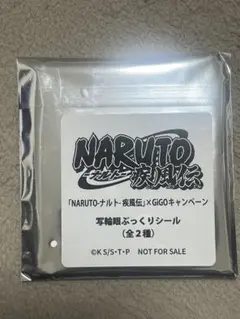 NARUTO
ーナルトー
疾風伝
「NARUTO-ナルト- 疾風伝」×GiGOキャンペーン
写輪眼ぷっくりシール
（全２種）
©K S/S・T・P　NOT FOR SALE